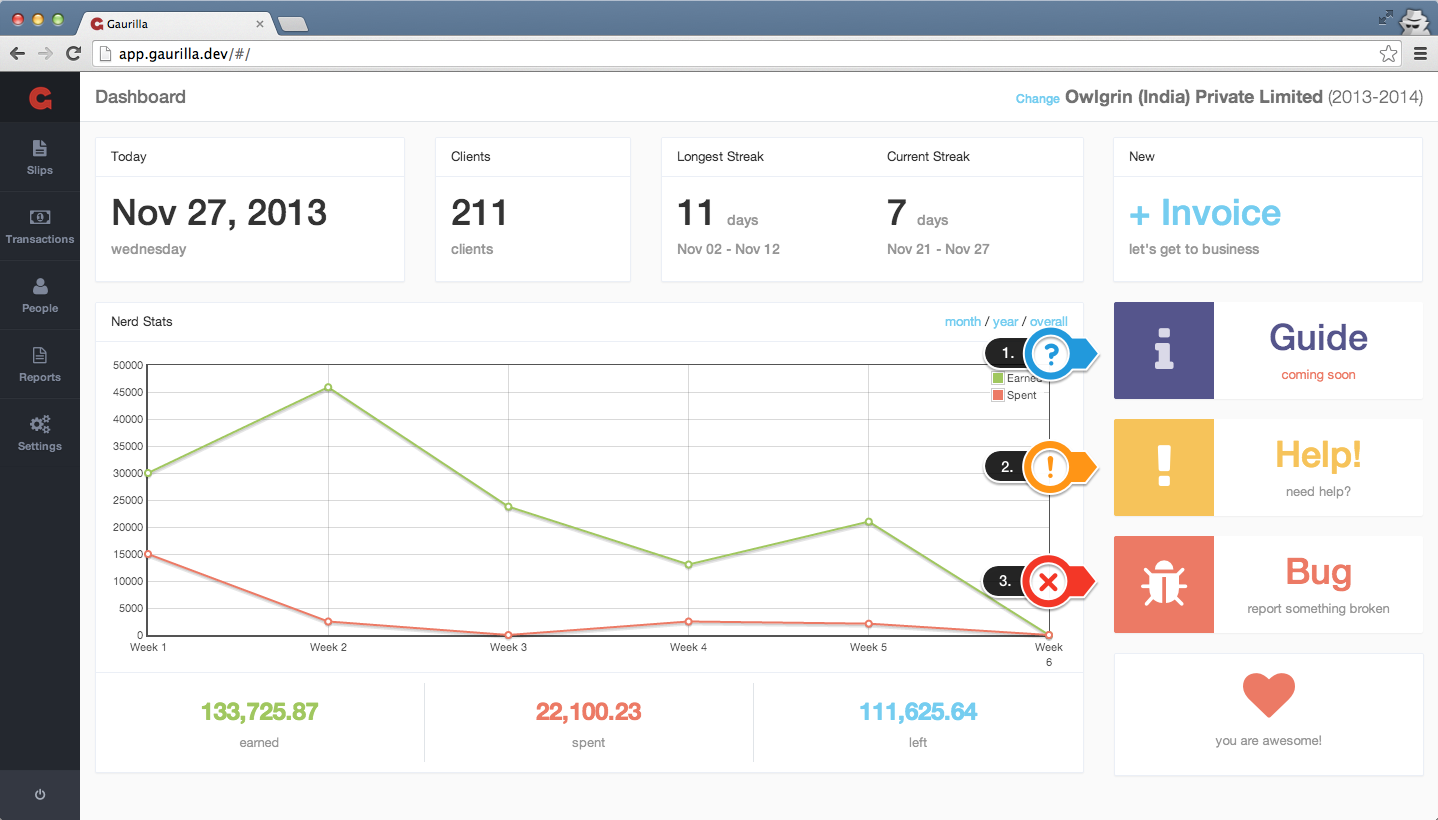 Gaurilla
app.gaurilla.dev/#/
Dashboard
Change Owlgrin (India) Private Limited (2013-2014)
Slips
Transactions
People
Reports
Settings
Today
Nov 27, 2013
wednesday
Clients
211
clients
Longest Streak
11 days
Nov 02 - Nov 12
Current Streak
7 days
Nov 21 - Nov 27
New
+ Invoice
let's get to business
Nerd Stats
month / year / overall
50000
45000
40000
35000
30000
25000
20000
15000
10000
5000
0
Week 1
Week 2
Week 3
Week 4
Week 5
Week
6
Earned
Spent
1. ?
2. !
3.
133,725.87
earned
22,100.23
spent
111,625.64
left
Guide
coming soon
Help!
need help?
Bug
report something broken
you are awesome!